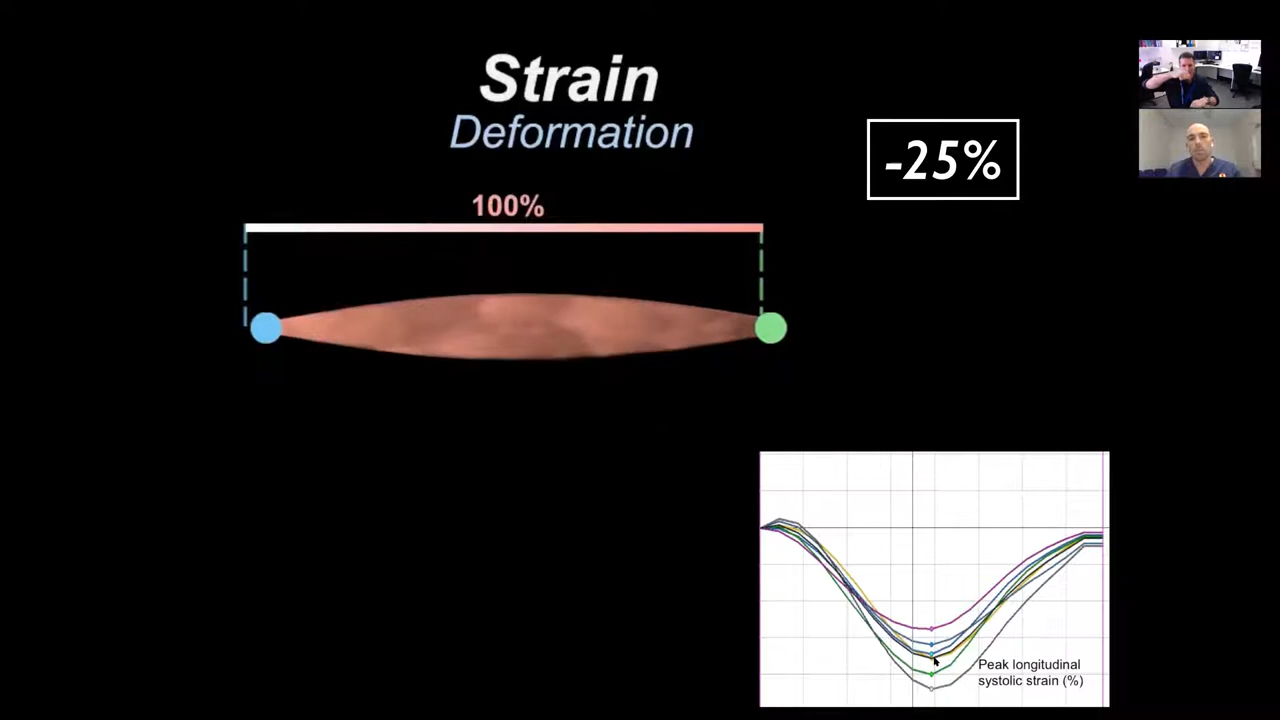 Strain
Deformation
-25%
100%
Peak longitudinal
systolic strain (%)